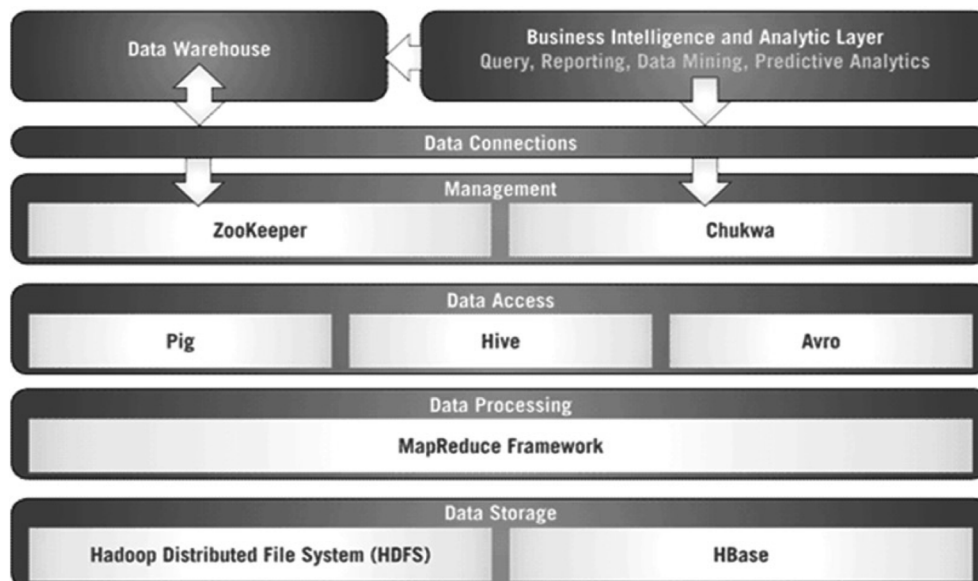 Data Warehouse
Business Intelligence and Analytic Layer
Query, Reporting, Data Mining, Predictive Analytics
Data Connections
Management
ZooKeeper
Chukwa
Data Access
Pig
Hive
Avro
Data Processing
MapReduce Framework
Data Storage
Hadoop Distributed File System (HDFS)
HBase